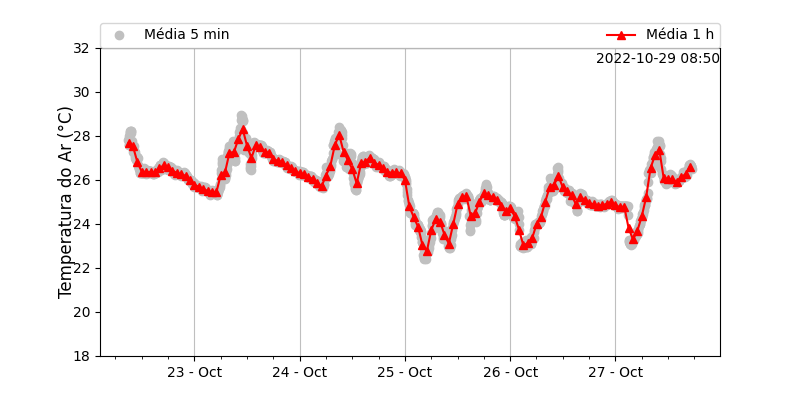 Média 5 min
Média 1 h
2022-10-29 08:50
Temperatura do Ar (°C)
32
30
28
26
24
22
20
18
23 - Oct
24 - Oct
25 - Oct
26 - Oct
27 - Oct